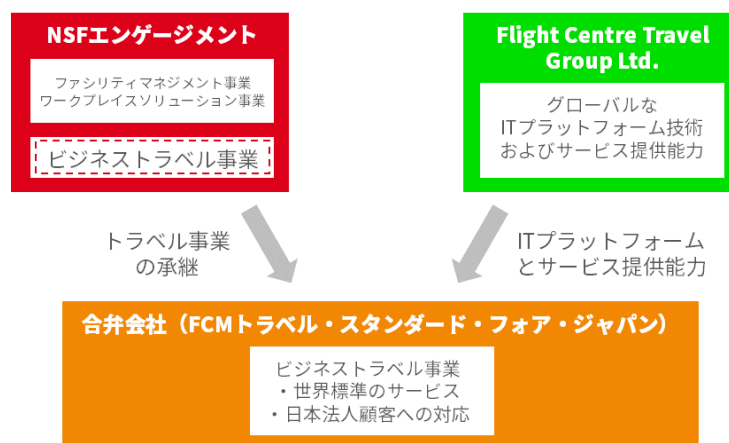 NSFエンゲージメント
ファシリティマネジメント事業
ワークプレイスソリューション事業
ビジネストラベル事業
Flight Centre Travel
Group Ltd.
グローバルな
ITプラットフォーム技術
およびサービス提供能力
トラベル事業
の承継
ITプラットフォーム
とサービス提供能力
合弁会社（FCMトラベル・スタンダード・フォア・ジャパン）
ビジネストラベル事業
・世界標準のサービス
・日本法人顧客への対応